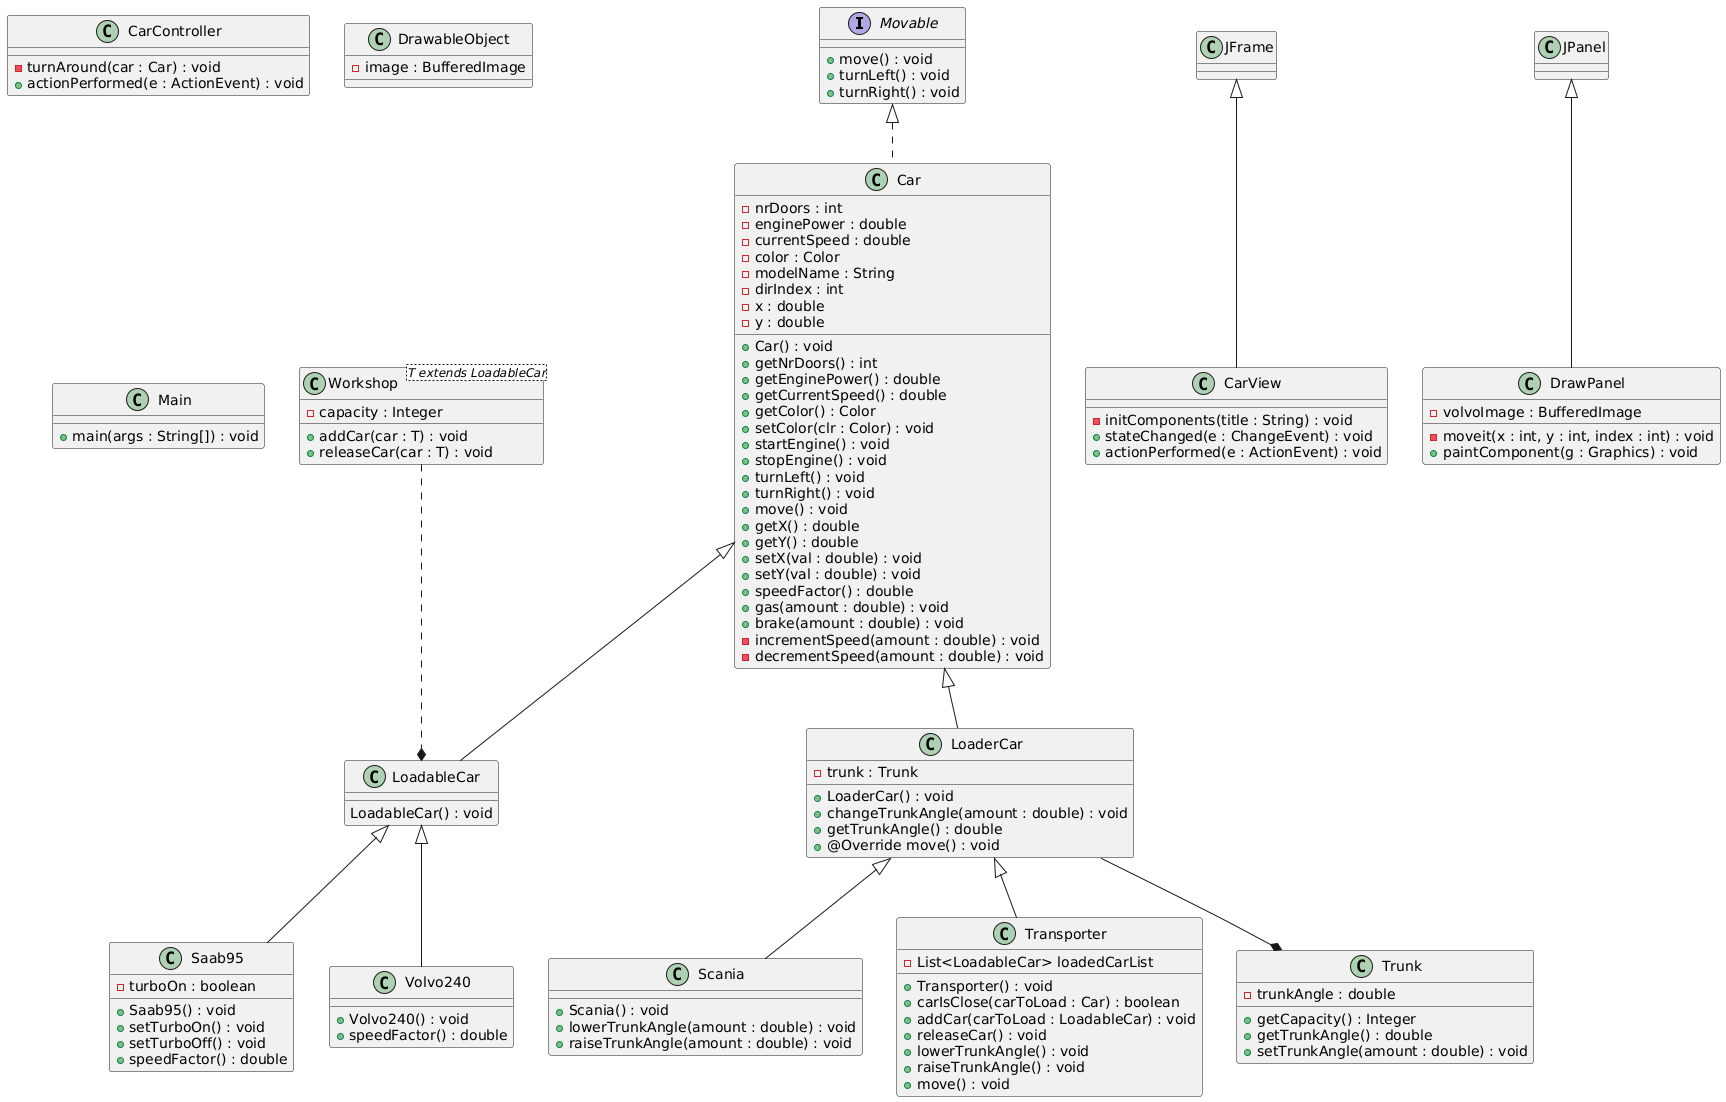 CarController
turnAround(car : Car) : void
actionPerformed(e : ActionEvent) : void
DrawableObject
image : BufferedImage
I Movable
move() : void
turnLeft() : void
turnRight() : void
C JFrame
C JPanel
C Car
nrDoors : int
enginePower : double
currentSpeed : double
color : Color
modelName : String
dirIndex : int
x : double
y : double
Car() : void
getNrDoors() : int
getEnginePower() : double
getCurrentSpeed() : double
getColor() : Color
setColor(clr : Color) : void
startEngine() : void
stopEngine() : void
turnLeft() : void
turnRight() : void
move() : void
getX() : double
getY() : double
setX(val : double) : void
setY(val : double) : void
speedFactor() : double
gas(amount : double) : void
brake(amount : double) : void
incrementSpeed(amount : double) : void
decrementSpeed(amount : double) : void
C Main
main(args : String[]) : void
C Workshop T extends LoadableCar
capacity : Integer
addCar(car : T) : void
releaseCar(car : T) : void
C CarView
initComponents(title : String) : void
stateChanged(e : ChangeEvent) : void
actionPerformed(e : ActionEvent) : void
C DrawPanel
volvoImage : BufferedImage
moveit(x : int, y : int, index : int) : void
paintComponent(g : Graphics) : void
C LoadableCar
LoadableCar() : void
C LoaderCar
trunk : Trunk
LoaderCar() : void
changeTrunkAngle(amount : double) : void
getTrunkAngle() : double
@Override move() : void
C Saab95
turboOn : boolean
Saab95() : void
setTurboOn() : void
setTurboOff() : void
speedFactor() : double
C Volvo240
Volvo240() : void
speedFactor() : double
C Scania
Scania() : void
lowerTrunkAngle(amount : double) : void
raiseTrunkAngle(amount : double) : void
C Transporter
List<LoadableCar> loadedCarList
Transporter() : void
carIsClose(carToLoad : Car) : boolean
addCar(carToLoad : LoadableCar) : void
releaseCar() : void
lowerTrunkAngle() : void
raiseTrunkAngle() : void
move() : void
C Trunk
trunkAngle : double
getCapacity() : Integer
getTrunkAngle() : double
setTrunkAngle(amount : double) : void